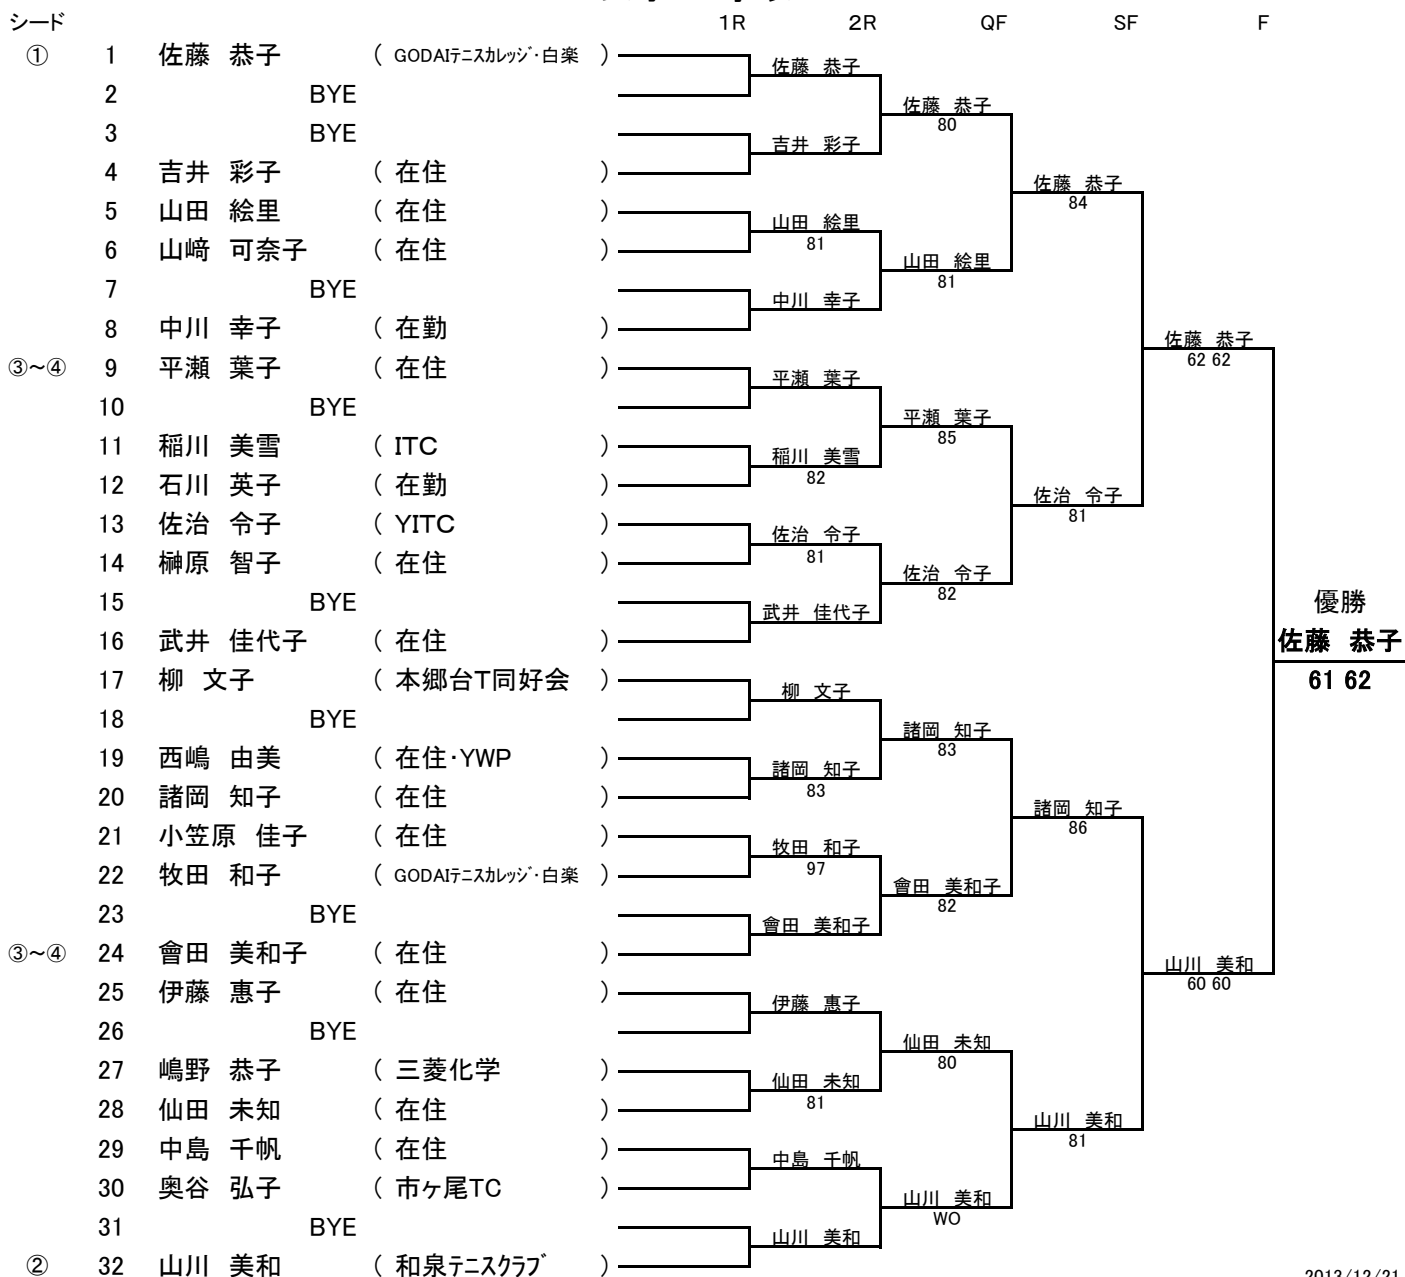 シード 1R 2R QF SF F
① 1 佐藤 恭子 ( GODAIテニスカレッジ・白楽 )
佐藤 恭子
2 BYE
佐藤 恭子
80
3 BYE
吉井 彩子
4 吉井 彩子 ( 在住 )
佐藤 恭子
84
5 山田 絵里 ( 在住 )
山田 絵里
81
6 山﨑 可奈子 ( 在住 )
山田 絵里
81
7 BYE
中川 幸子
8 中川 幸子 ( 在勤 )
佐藤 恭子
62 62
③～④ 9 平瀬 葉子 ( 在住 )
平瀬 葉子
10 BYE
平瀬 葉子
85
11 稲川 美雪 ( ITC )
稲川 美雪
82
12 石川 英子 ( 在勤 )
佐治 令子
81
13 佐治 令子 ( YITC )
佐治 令子
81
14 榊原 智子 ( 在住 )
佐治 令子
82
15 BYE
優勝
武井 佳代子
16 武井 佳代子 ( 在住 )
佐藤 恭子
61 62
17 柳 文子 ( 本郷台T同好会 )
柳 文子
18 BYE
諸岡 知子
83
19 西嶋 由美 ( 在住・YWP )
諸岡 知子
83
20 諸岡 知子 ( 在住 )
諸岡 知子
86
21 小笠原 佳子 ( 在住 )
牧田 和子
97
22 牧田 和子 ( GODAIテニスカレッジ・白楽 )
會田 美和子
82
23 BYE
會田 美和子
③～④ 24 會田 美和子 ( 在住 )
山川 美和
60 60
25 伊藤 惠子 ( 在住 )
伊藤 惠子
26 BYE
仙田 未知
80
27 嶋野 恭子 ( 三菱化学 )
仙田 未知
81
28 仙田 未知 ( 在住 )
山川 美和
81
29 中島 千帆 ( 在住 )
中島 千帆
30 奥谷 弘子 ( 市ヶ尾TC )
山川 美和
WO
31 BYE
山川 美和
② 32 山川 美和 ( 和泉テニスクラブ )
2013/12/21